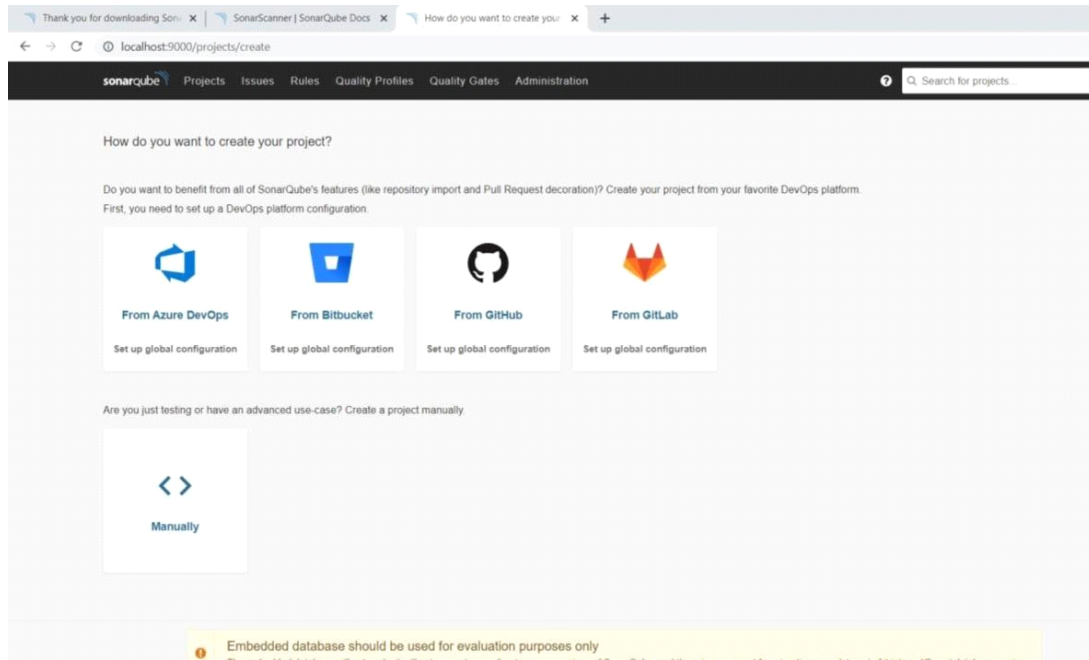 Thank you for downloading Son
SonarScanner | SonarQube Docs
How do you want to create your
localhost:9000/projects/create
sonarqube Projects Issues Rules Quality Profiles Quality Gates Administration
Search for projects...
How do you want to create your project?
Do you want to benefit from all of SonarQube's features (like repository import and Pull Request decoration)? Create your project from your favorite DevOps platform.
First, you need to set up a DevOps platform configuration.
From Azure DevOps From Bitbucket From GitHub From GitLab
Set up global configuration Set up global configuration Set up global configuration Set up global configuration
Are you just testing or have an advanced use-case? Create a project manually.
Manually
Embedded database should be used for evaluation purposes only